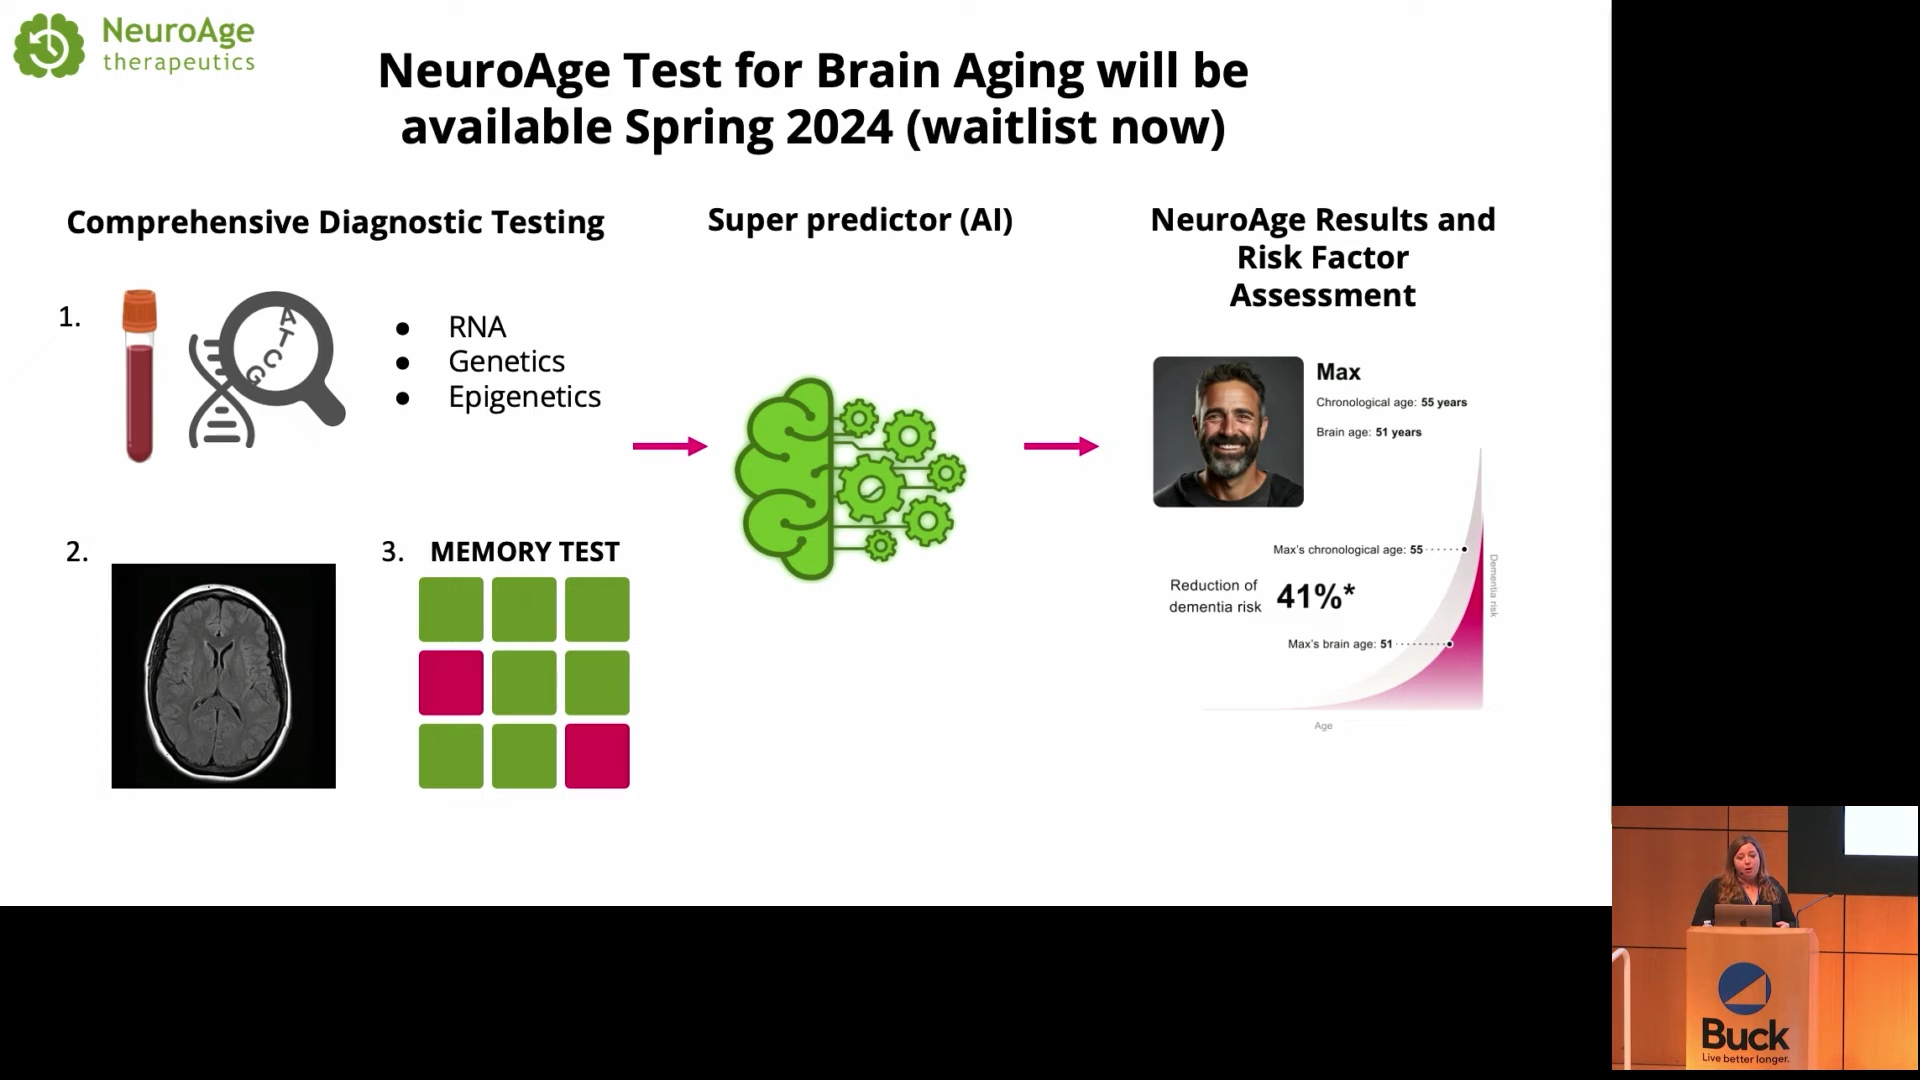 NeuroAge
therapeutics
NeuroAge Test for Brain Aging will be
available Spring 2024 (waitlist now)
Comprehensive Diagnostic Testing
1.
A
T
C
G
● RNA
● Genetics
● Epigenetics
2.
3. MEMORY TEST
Super predictor (AI)
NeuroAge Results and
Risk Factor
Assessment
Max
Chronological age: 55 years
Brain age: 51 years
Max's chronological age: 55
Reduction of
dementia risk
41%*
Max's brain age: 51
Dementia risk
Age
Buck
Live better longer.